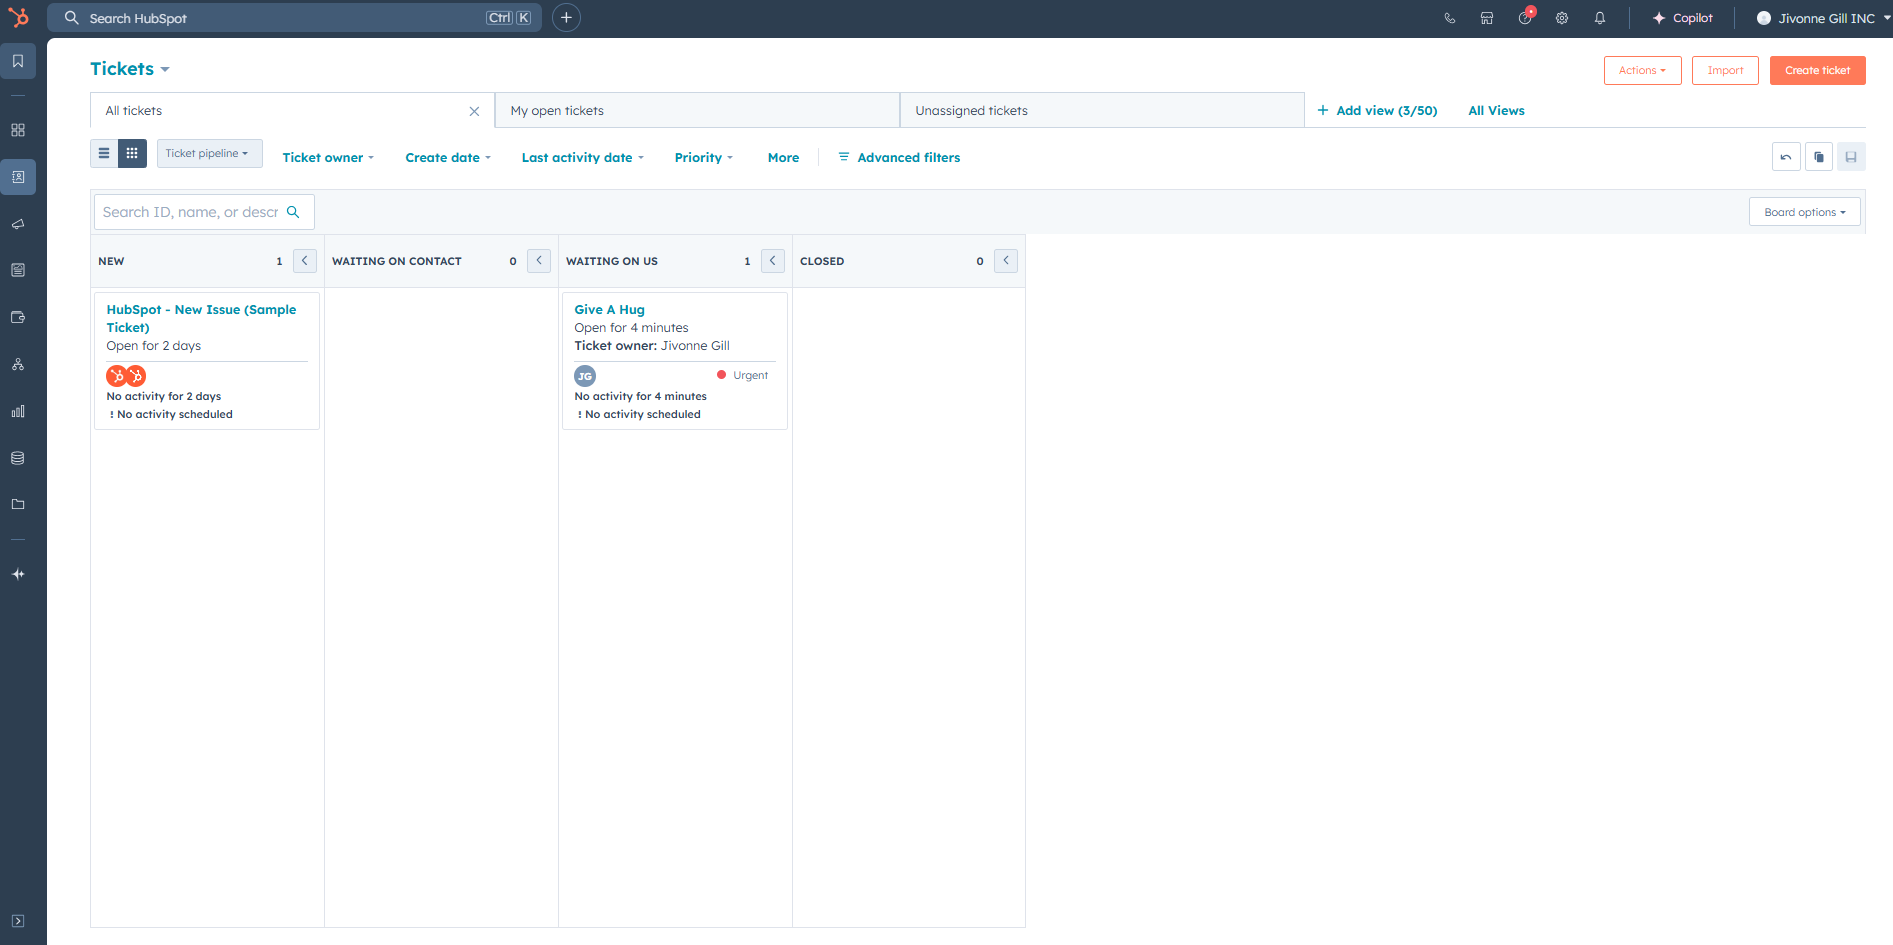 Search HubSpot
Ctrl K
Copilot
Jivonne Gill INC
Tickets
Actions
Import
Create ticket
All tickets
My open tickets
Unassigned tickets
+ Add view (3/50)
All Views
Ticket pipeline
Ticket owner
Create date
Last activity date
Priority
More
Advanced filters
Search ID, name, or descr
Board options
NEW 1
WAITING ON CONTACT 0
WAITING ON US 1
CLOSED 0
HubSpot - New Issue (Sample
Ticket)
Open for 2 days
No activity for 2 days
! No activity scheduled
Give A Hug
Open for 4 minutes
Ticket owner: Jivonne Gill
JG
Urgent
No activity for 4 minutes
! No activity scheduled